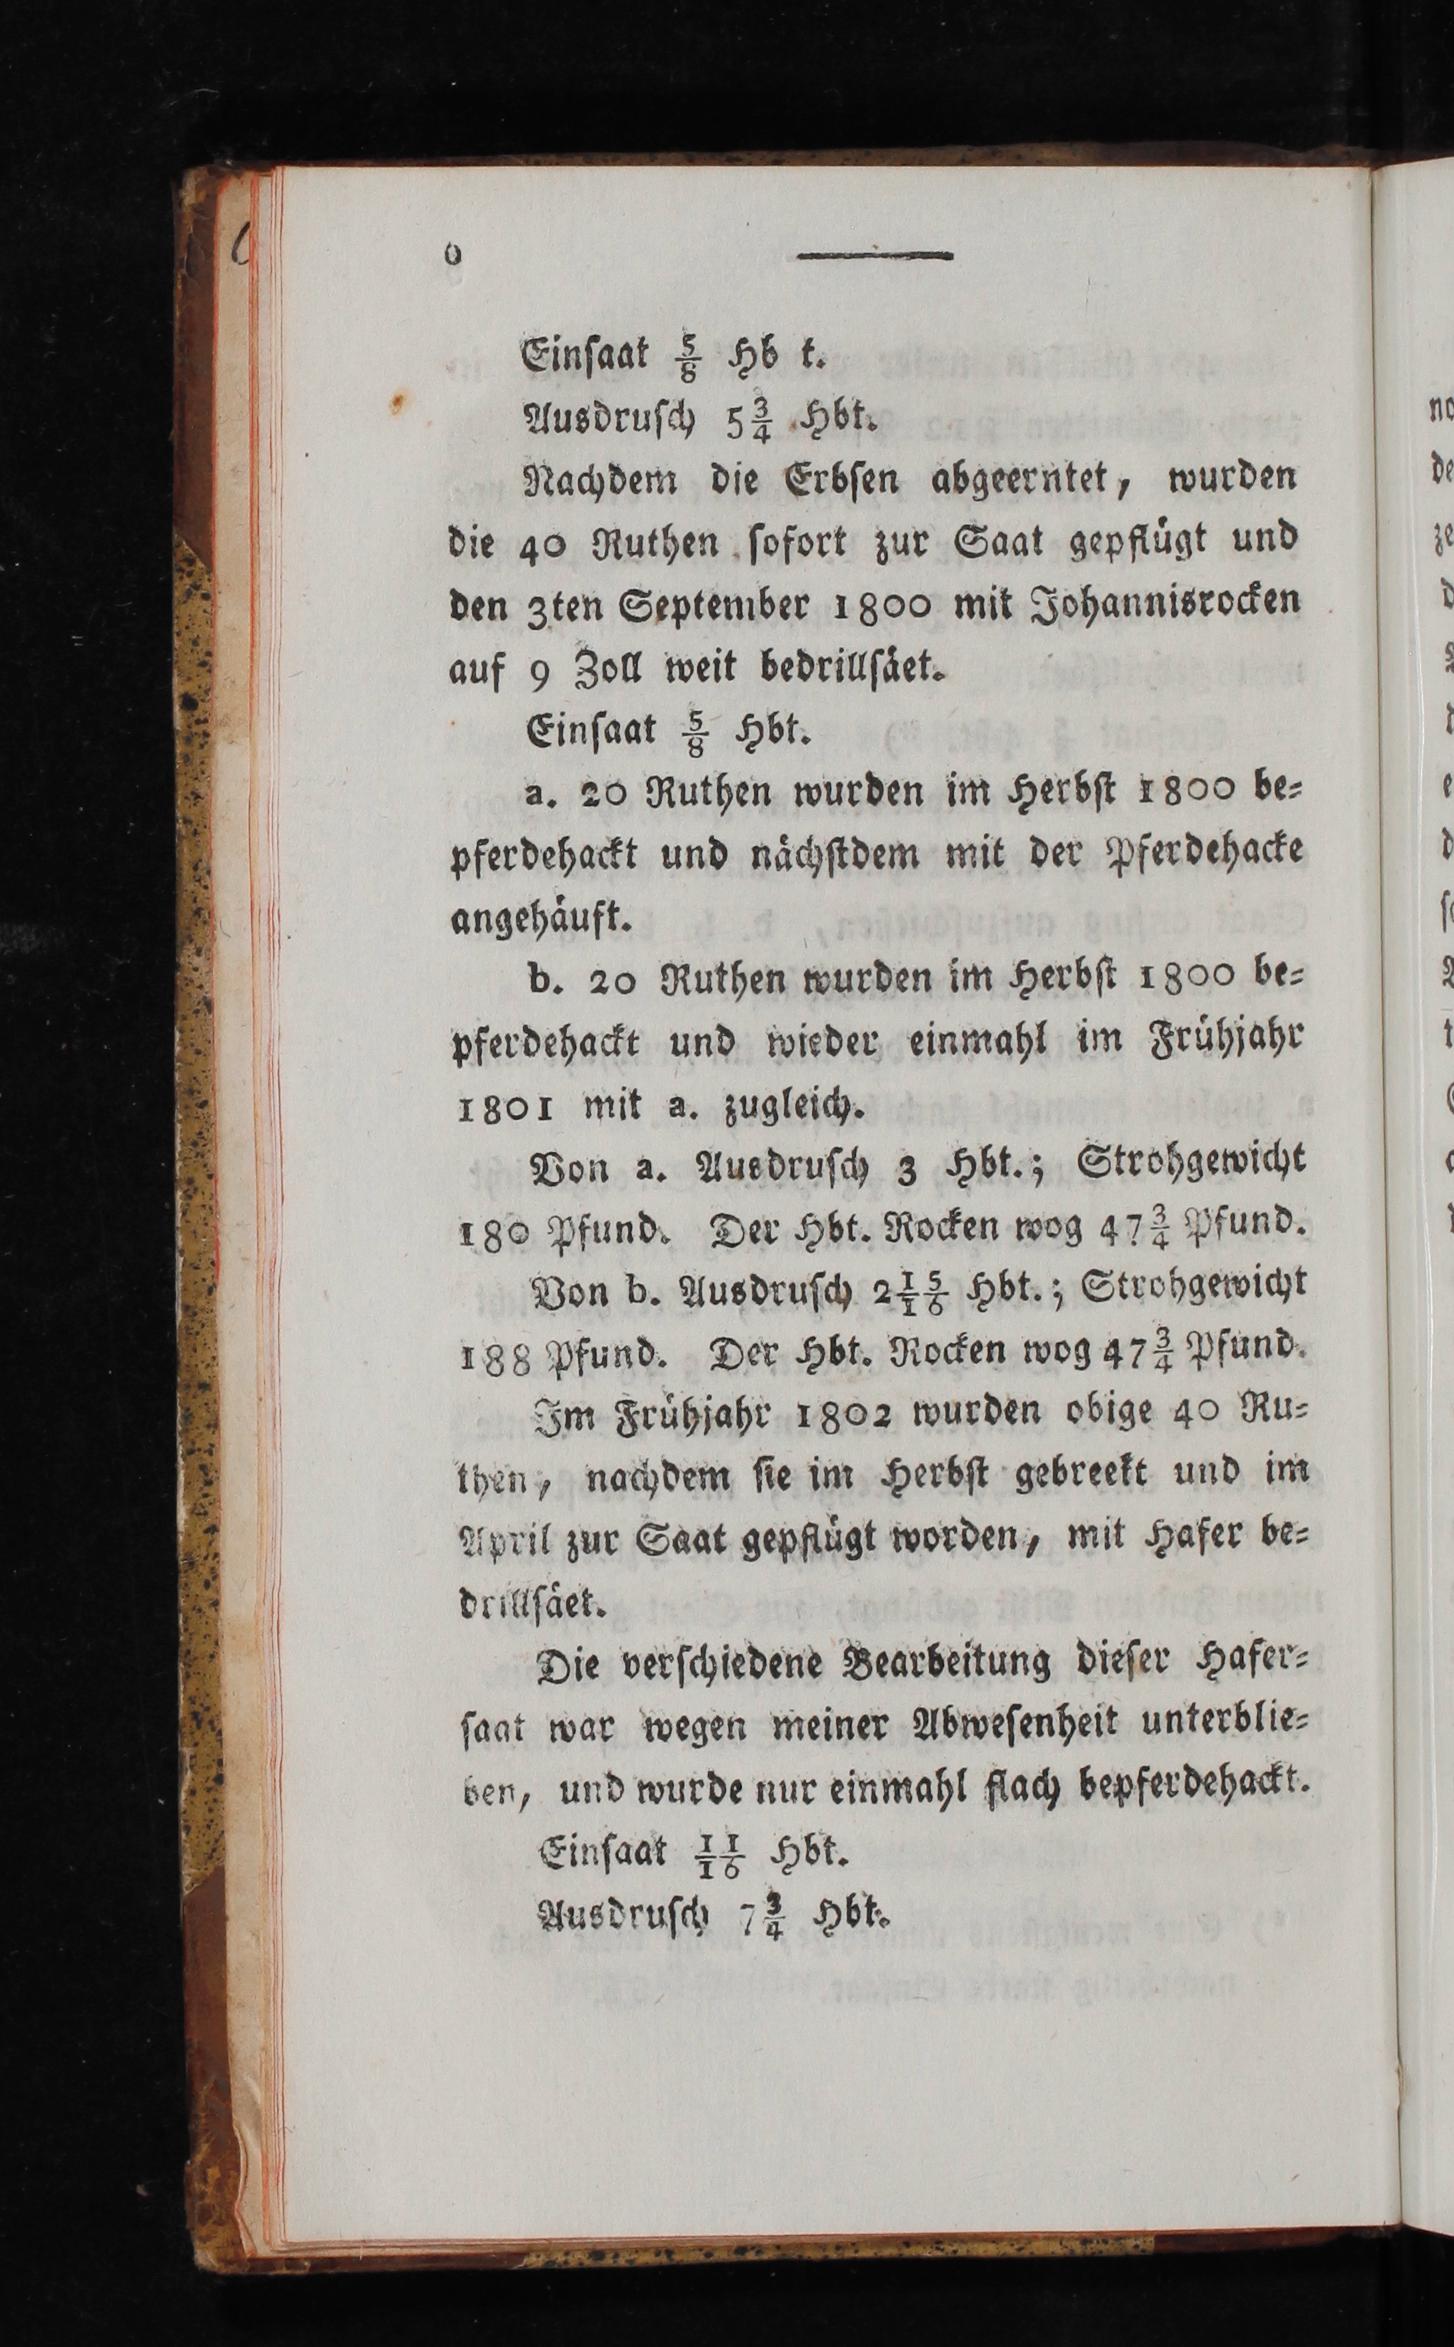 6
Einſaat 5/8 Hb t.
Ausdruſch 5 3/4 Hbt.
Nachdem die Erbſen abgeerntet, wurden
die 40 Ruthen ſofort zur Saat gepflügt und
den 3ten September 1800 mit Johannisrocken
auf 9 Zoll weit bedrillſäet.
Einſaat 5/8 Hbt.
a. 20 Ruthen wurden im Herbſt 1800 be⸗
pferdehackt und nächſtdem mit der Pferdehacke
angehäuft.
b. 20 Ruthen wurden im Herbſt 1800 be⸗
pferdehackt und wieder einmahl im Frühjahr
1801 mit a. zugleich.
Von a. Ausdruſch 3 Hbt.; Strohgewicht
180 Pfund. Der Hbt. Rocken wog 47 3/4 Pfund.
Von b. Ausdruſch 2 15/16 Hbt.; Strohgewicht
188 Pfund. Der Hbt. Rocken wog 47 3/4 Pfund.
Im Frühjahr 1802 wurden obige 40 Ru⸗
then, nachdem ſie im Herbſt gebreekt und im
April zur Saat gepflügt worden, mit Hafer be⸗
drillſäet.
Die verſchiedene Bearbeitung dieſer Hafer⸗
ſaat war wegen meiner Abweſenheit unterblie⸗
ben, und wurde nur einmahl flach bepferdehackt.
Einſaat 11/16 Hbt.
Ausdruſch 7 3/4 Hbt.